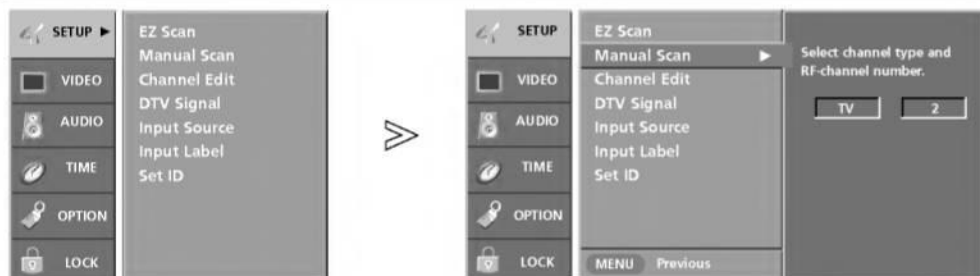 SETUP
VIDEO
AUDIO
TIME
OPTION
LOCK
EZ Scan
Manual Scan
Channel Edit
DTV Signal
Input Source
Input Label
Set ID
SETUP
VIDEO
AUDIO
TIME
OPTION
LOCK
EZ Scan
Manual Scan
Channel Edit
DTV Signal
Input Source
Input Label
Set ID
MENU Previous
Select channel type and
RF-channel number.
TV 2